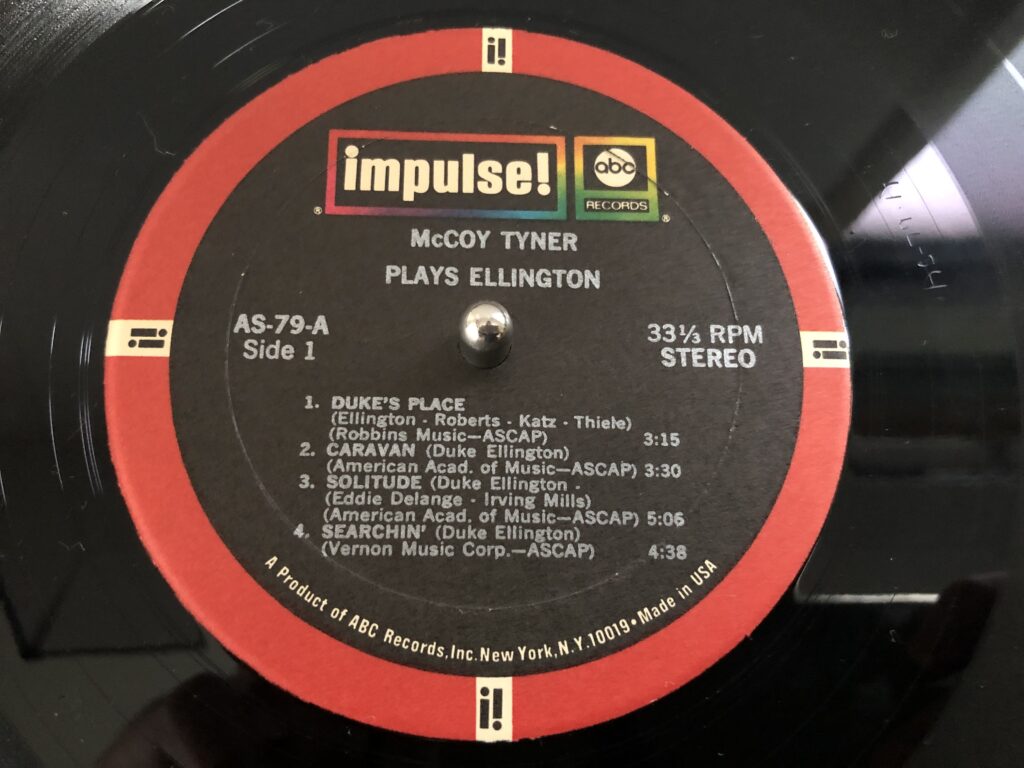 i!
impulse!
abc
RECORDS
®
®
McCOY TYNER
PLAYS ELLINGTON
AS-79-A
Side 1
33⅓ RPM
STEREO
i!
i!
1. DUKE'S PLACE
(Ellington - Roberts - Katz - Thiele)
(Robbins Music—ASCAP) 3:15
2. CARAVAN (Duke Ellington)
(American Acad. of Music—ASCAP) 3:30
3. SOLITUDE (Duke Ellington -
(Eddie Delange - Irving Mills)
(American Acad. of Music—ASCAP) 5:06
4. SEARCHIN' (Duke Ellington)
(Vernon Music Corp.—ASCAP) 4:38
A Product of ABC Records, Inc. New York, N.Y. 10019 • Made in USA
i!